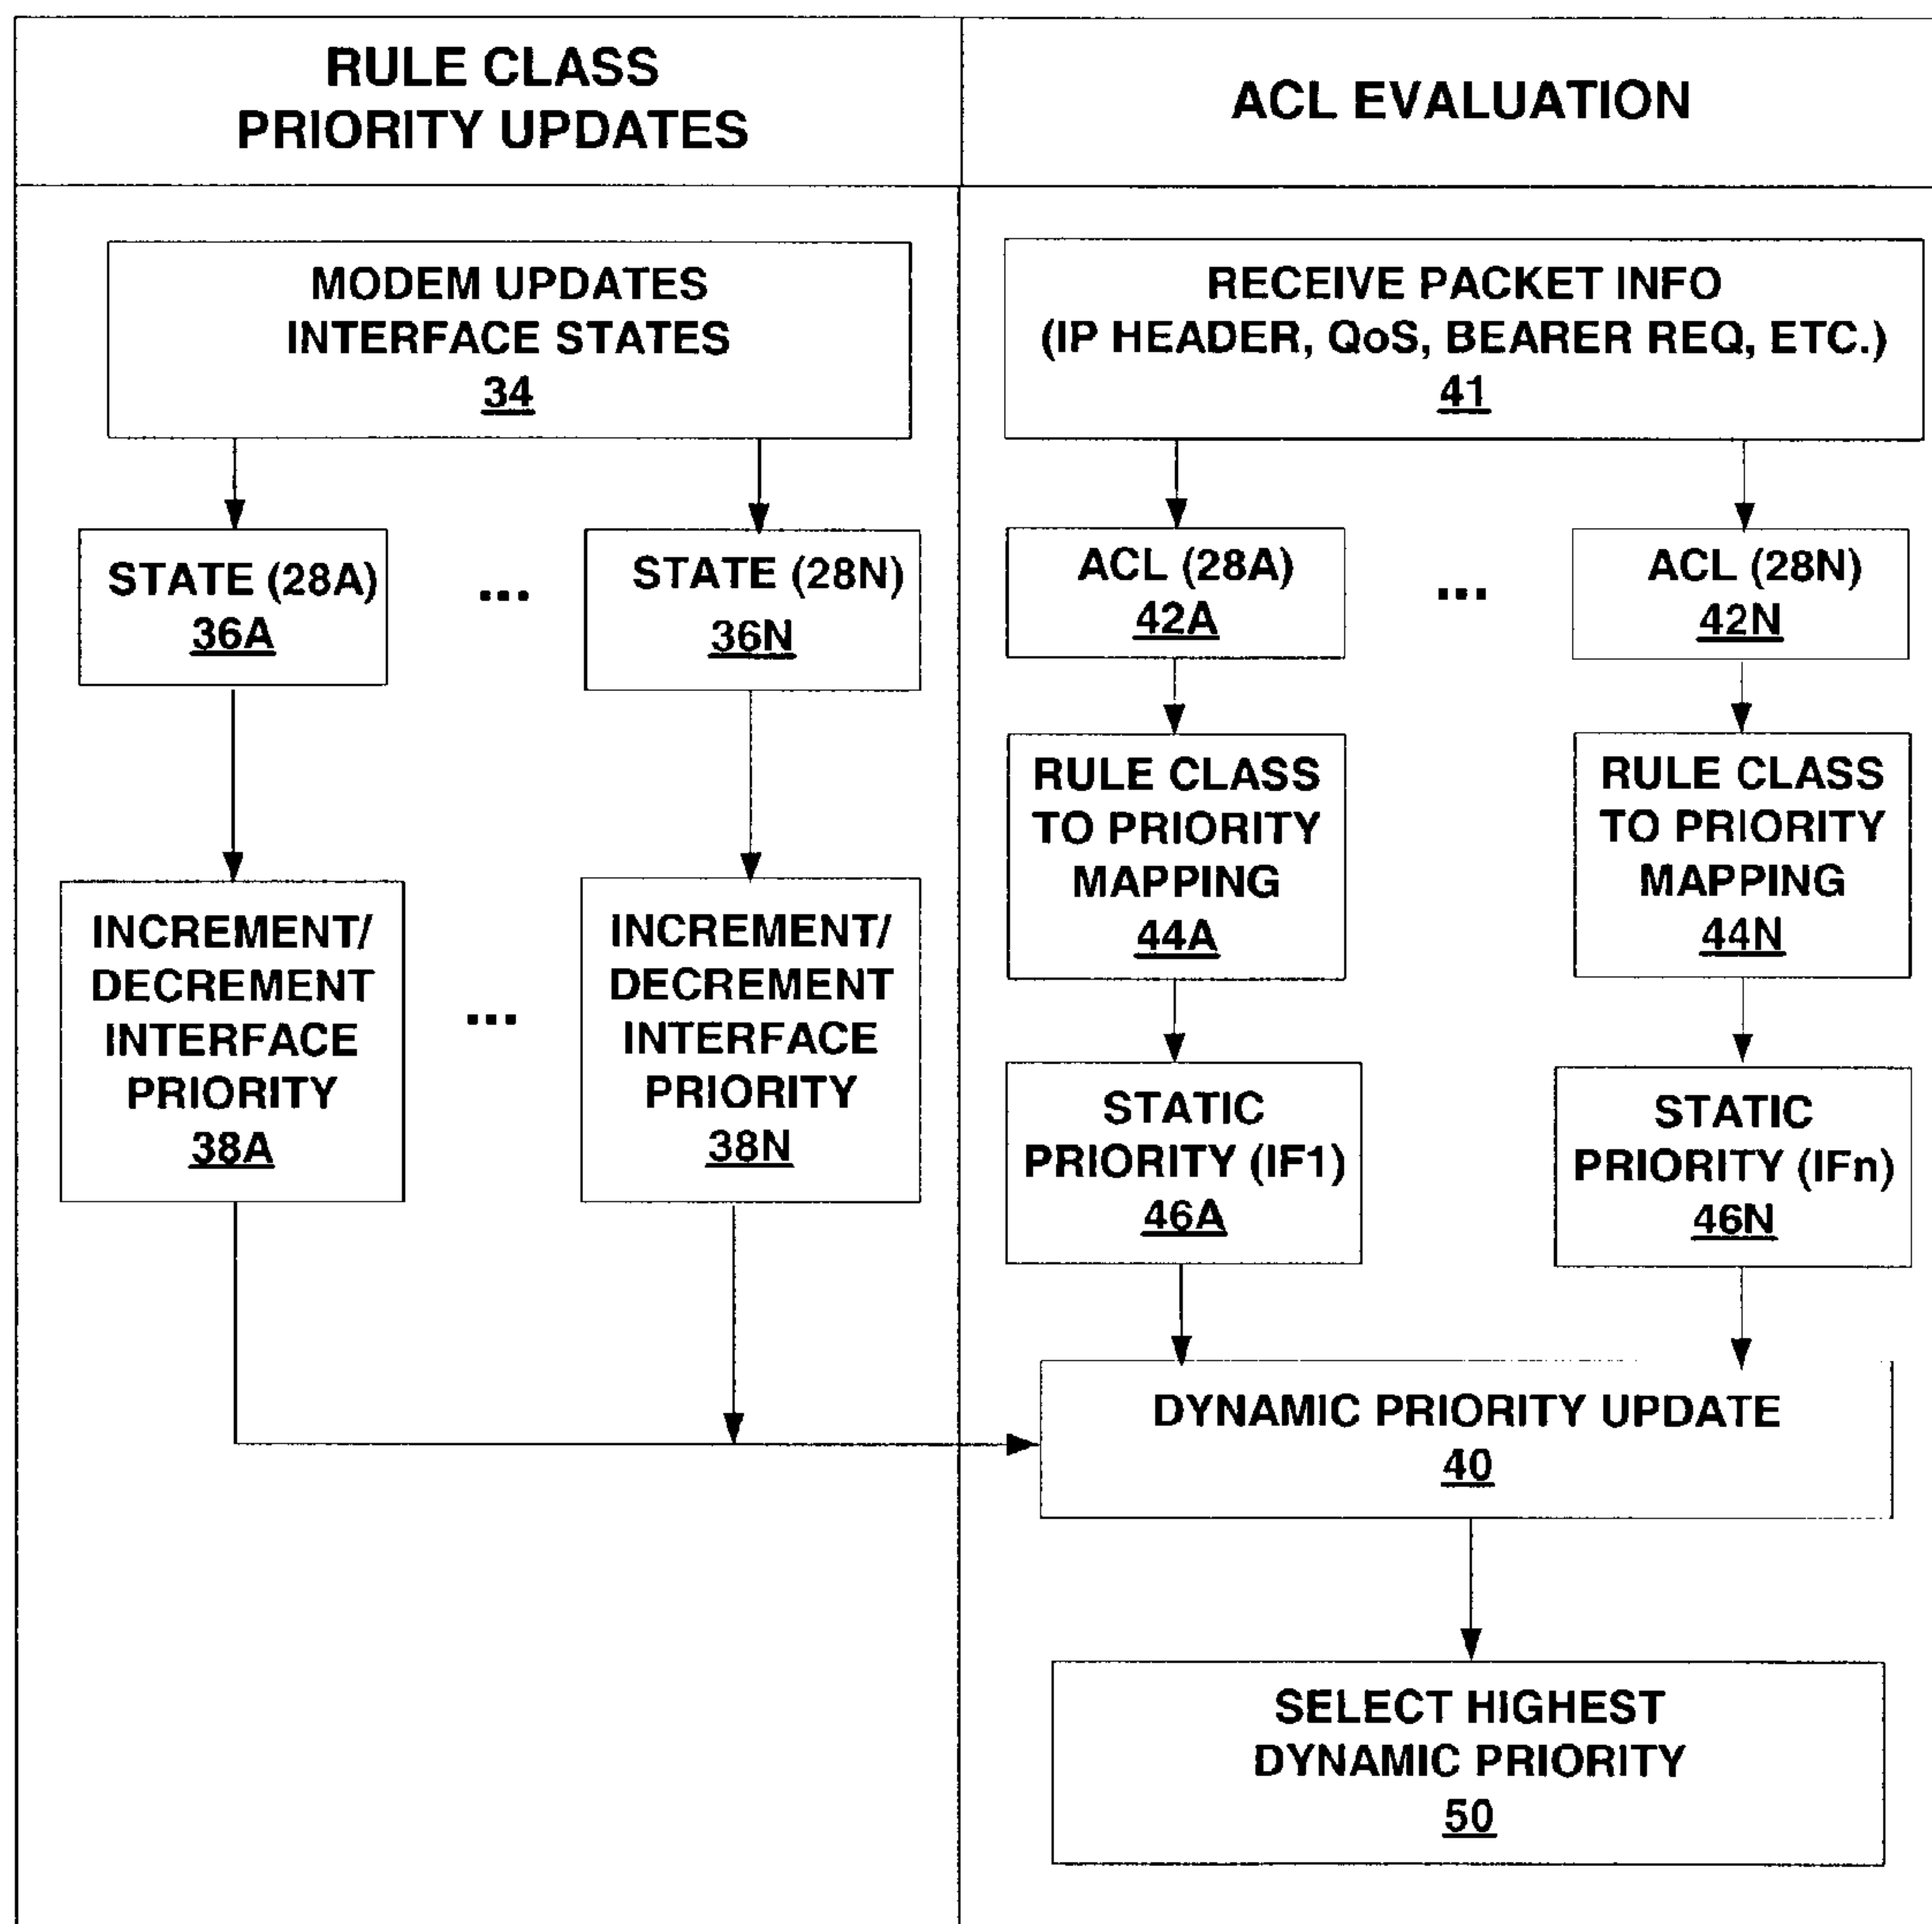 RULE CLASS
PRIORITY UPDATES
ACL EVALUATION
MODEM UPDATES
INTERFACE STATES
34
STATE (28A)
36A
...
STATE (28N)
36N
INCREMENT/
DECREMENT
INTERFACE
PRIORITY
38A
...
INCREMENT/
DECREMENT
INTERFACE
PRIORITY
38N
RECEIVE PACKET INFO
(IP HEADER, QoS, BEARER REQ, ETC.)
41
ACL (28A)
42A
...
ACL (28N)
42N
RULE CLASS
TO PRIORITY
MAPPING
44A
RULE CLASS
TO PRIORITY
MAPPING
44N
STATIC
PRIORITY (IF1)
46A
STATIC
PRIORITY (IFn)
46N
DYNAMIC PRIORITY UPDATE
40
SELECT HIGHEST
DYNAMIC PRIORITY
50